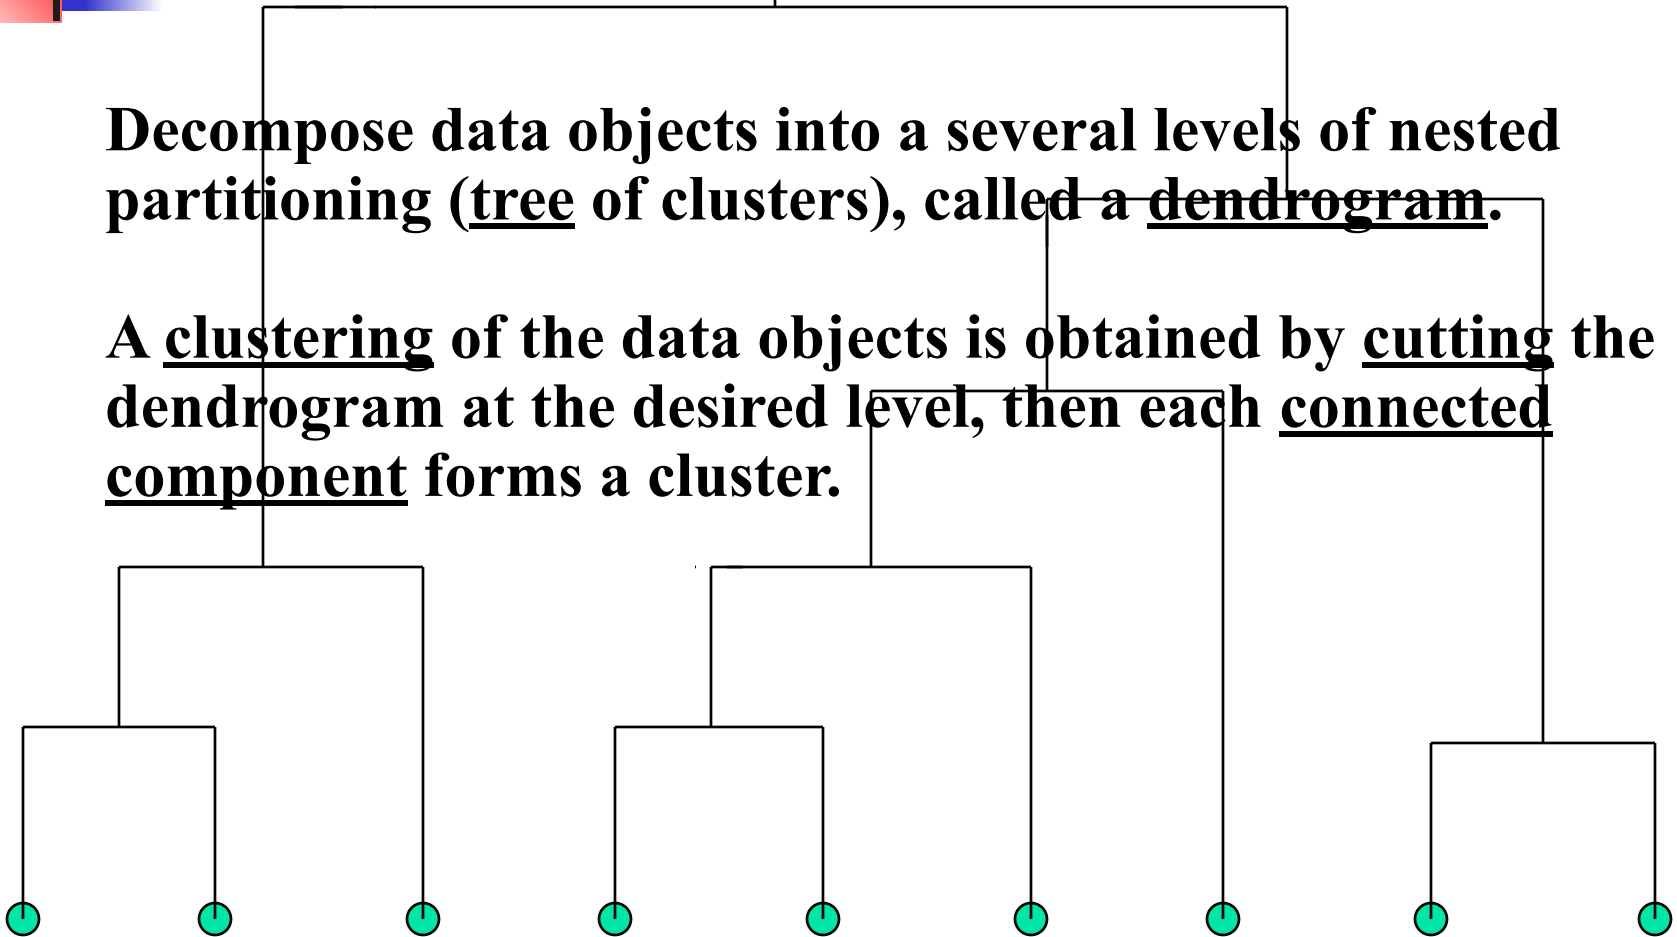 Decompose data objects into a several levels of nested
partitioning (tree of clusters), called a dendrogram.
A clustering of the data objects is obtained by cutting the
dendrogram at the desired level, then each connected
component forms a cluster.